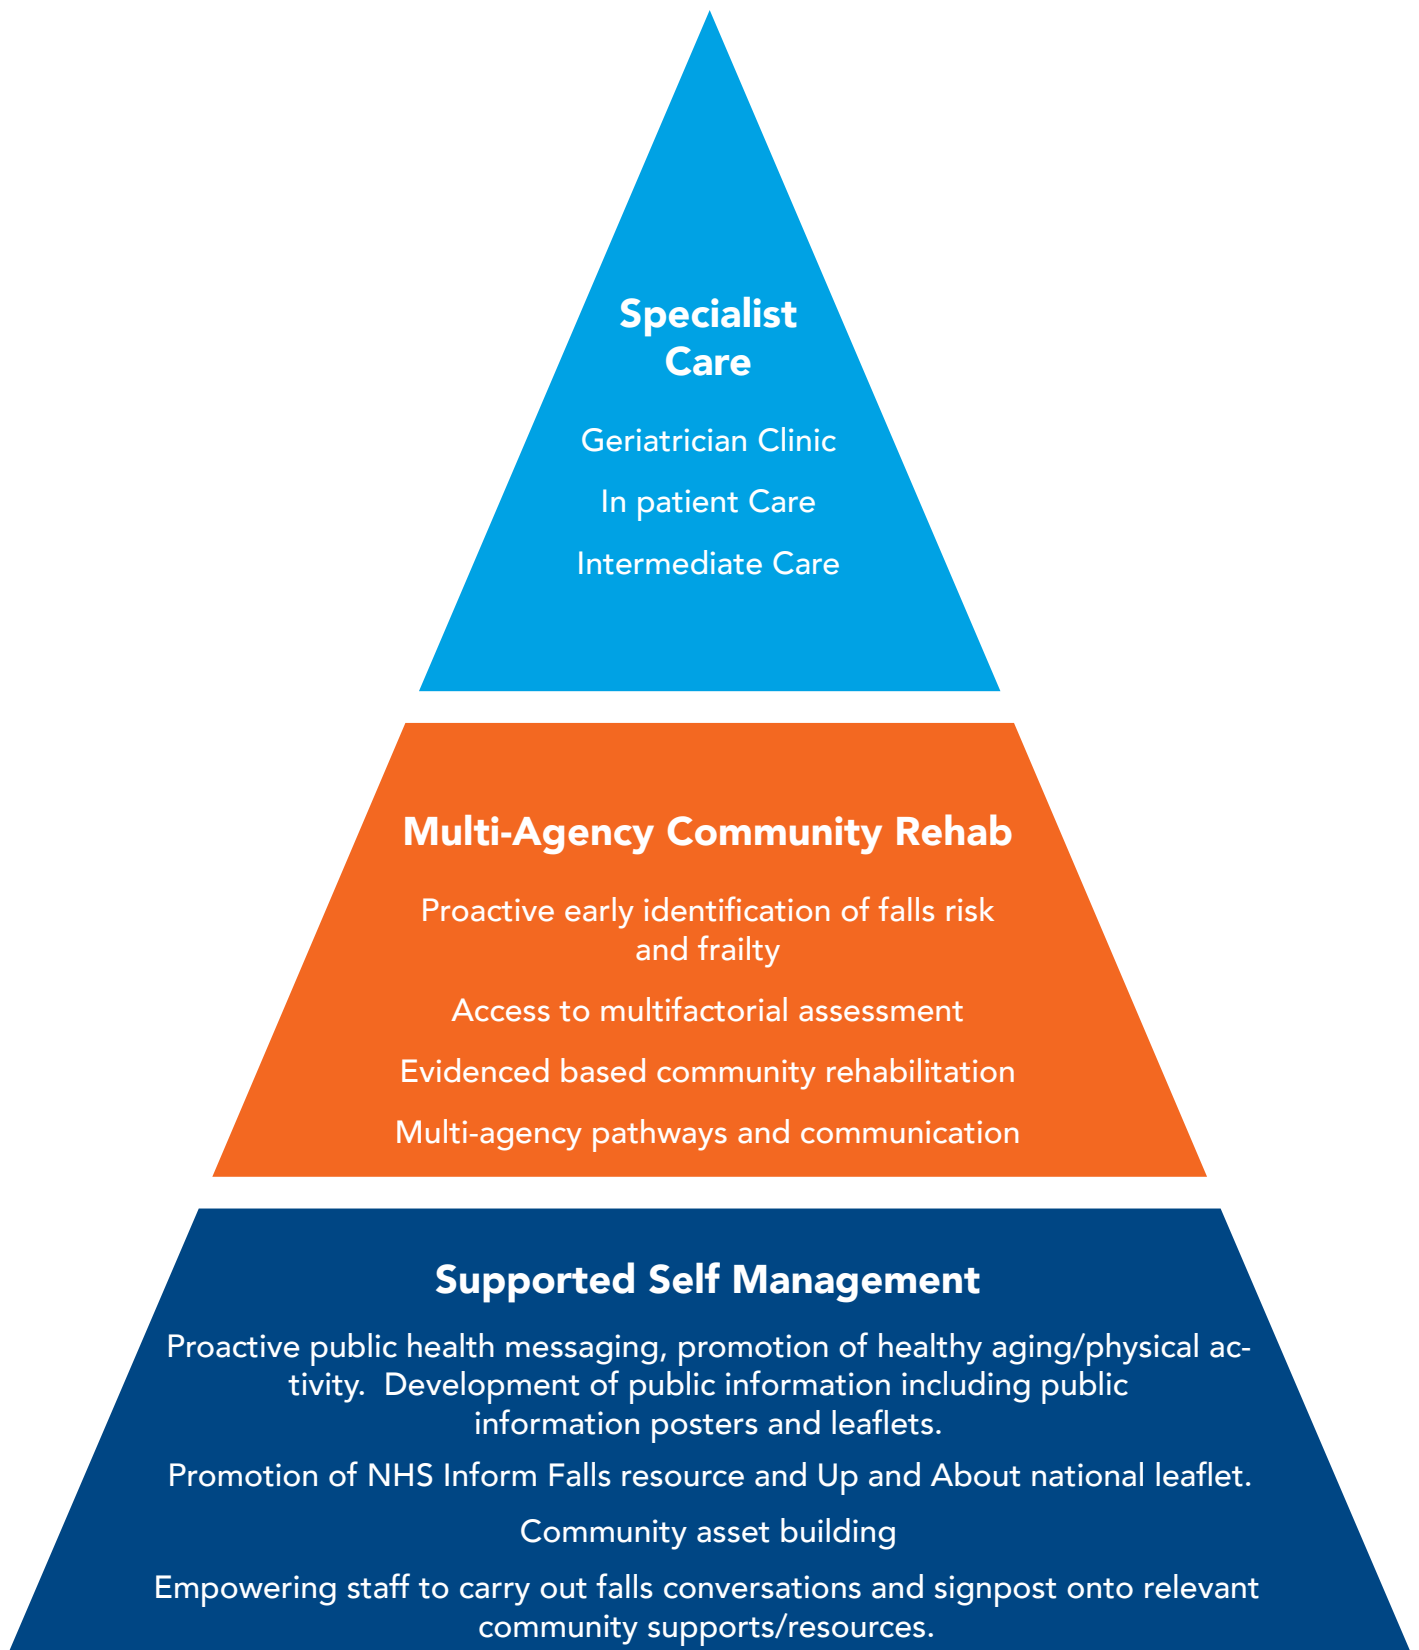 Specialist
Care
Geriatrician Clinic
In patient Care
Intermediate Care
Multi-Agency Community Rehab
Proactive early identification of falls risk
and frailty
Access to multifactorial assessment
Evidenced based community rehabilitation
Multi-agency pathways and communication
Supported Self Management
Proactive public health messaging, promotion of healthy aging/physical ac-
tivity.  Development of public information including public
information posters and leaflets.
Promotion of NHS Inform Falls resource and Up and About national leaflet.
Community asset building
Empowering staff to carry out falls conversations and signpost onto relevant
community supports/resources.